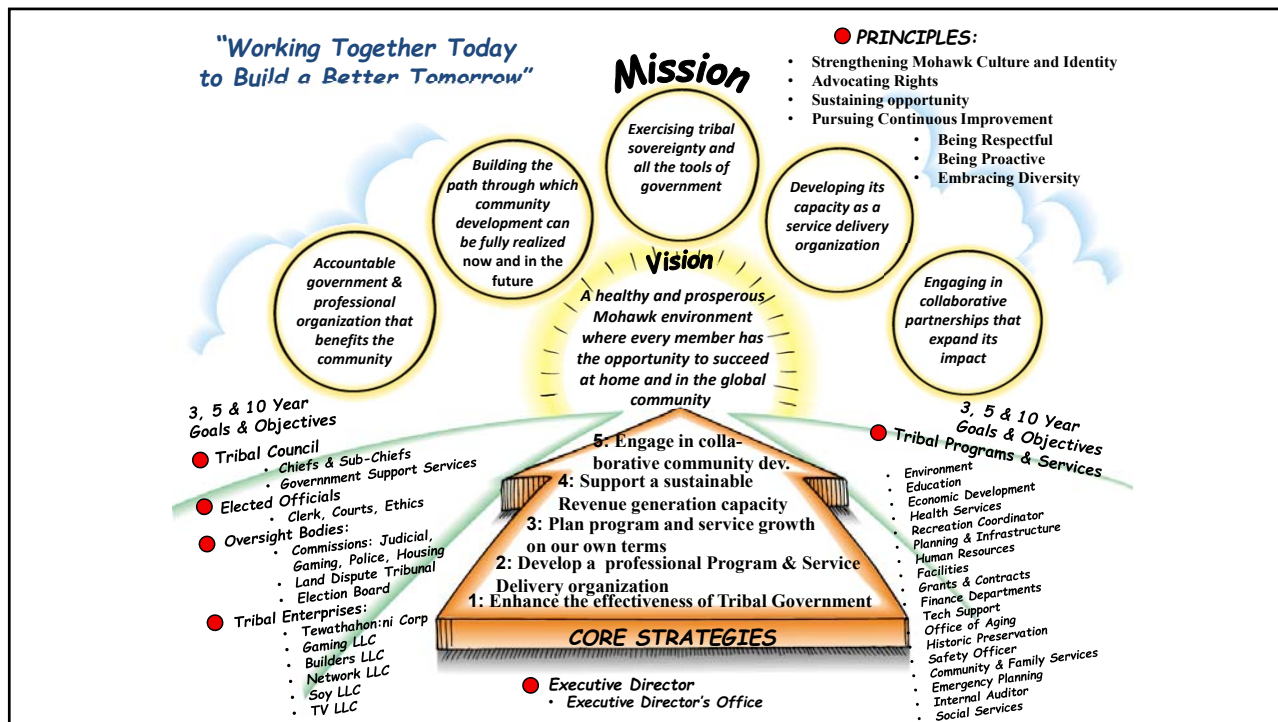 “Working Together Today
to Build a Better Tomorrow”
Mission
PRINCIPLES:
• Strengthening Mohawk Culture and Identity
• Advocating Rights
• Sustaining opportunity
• Pursuing Continuous Improvement
• Being Respectful
• Being Proactive
• Embracing Diversity
Accountable
government &
professional
organization that
benefits the
community
Building the
path through which
community
development can
be fully realized
now and in the
future
Exercising tribal
sovereignty and
all the tools of
government
Developing its
capacity as a
service delivery
organization
Engaging in
collaborative
partnerships that
expand its
impact
Vision
A healthy and prosperous
Mohawk environment
where every member has
the opportunity to succeed
at home and in the global
community
3, 5 & 10 Year
Goals & Objectives
Tribal Council
• Chiefs & Sub-Chiefs
• Governnment Support Services
Elected Officials
• Clerk, Courts, Ethics
Oversight Bodies:
• Commissions: Judicial,
Gaming, Police, Housing
• Land Dispute Tribunal
• Election Board
Tribal Enterprises:
• Tewathahon:ni Corp
• Gaming LLC
• Builders LLC
• Network LLC
• Soy LLC
• TV LLC
5: Engage in colla-
borative community dev.
4: Support a sustainable
Revenue generation capacity
3: Plan program and service growth
on our own terms
2: Develop a professional Program & Service
Delivery organization
1: Enhance the effectiveness of Tribal Government
CORE STRATEGIES
Executive Director
• Executive Director’s Office
3, 5 & 10 Year
Goals & Objectives
Tribal Programs & Services
• Environment
• Education
• Economic Development
• Health Services
• Recreation Coordinator
• Planning & Infrastructure
• Human Resources
• Facilities
• Grants & Contracts
• Finance Departments
• Tech Support
• Office of Aging
• Historic Preservation
• Safety Officer
• Community & Family Services
• Emergency Planning
• Internal Auditor
• Social Services